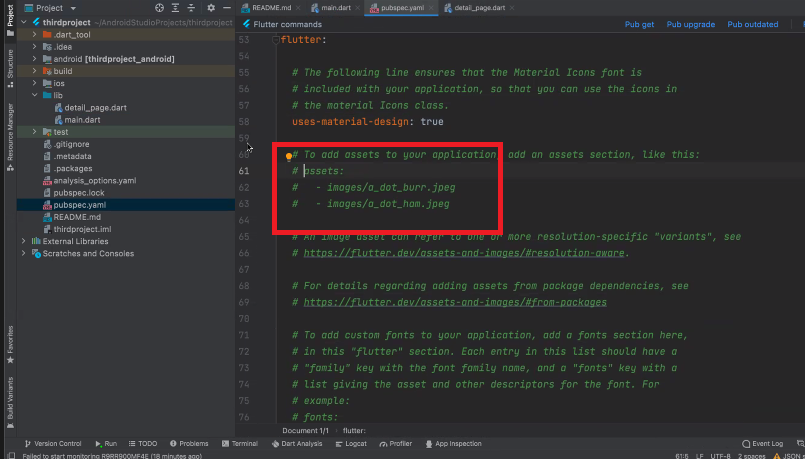 Project
README.md
main.dart
pubspec.yaml
detail_page.dart
Project
Structure
Resource Manager
Favorites
Build Variants
thirdproject ~/AndroidStudioProjects/thirdproject
.dart_tool
.idea
android [thirdproject_android]
build
ios
lib
detail_page.dart
main.dart
test
.gitignore
.metadata
.packages
analysis_options.yaml
pubspec.lock
pubspec.yaml
README.md
thirdproject.iml
External Libraries
Scratches and Consoles
Flutter commands
Pub get
Pub upgrade
Pub outdated
53 flutter:
54
55 # The following line ensures that the Material Icons font is
56 # included with your application, so that you can use the icons in
57 # the material Icons class.
58 uses-material-design: true
59
60 # To add assets to your application, add an assets section, like this:
61 # assets:
62 # - images/a_dot_burr.jpeg
63 # - images/a_dot_ham.jpeg
64
65 # An image asset can refer to one or more resolution-specific "variants", see
66 # https://flutter.dev/assets-and-images/#resolution-aware.
67
68 # For details regarding adding assets from package dependencies, see
69 # https://flutter.dev/assets-and-images/#from-packages
70
71 # To add custom fonts to your application, add a fonts section here,
72 # in this "flutter" section. Each entry in this list should have a
73 # "family" key with the font family name, and a "fonts" key with a
74 # list giving the asset and other descriptors for the font. For
75 # example:
76 # fonts:
Document 1/1 flutter:
Version Control
Run
TODO
Problems
Terminal
Dart Analysis
Logcat
Profiler
App Inspection
Event Log
Failed to start monitoring R9RR900MF4E (18 minutes ago)
61:5 LF UTF-8 2 spaces JSON